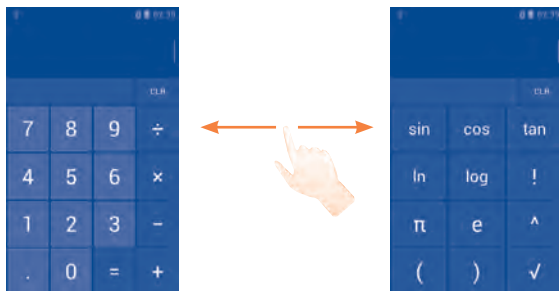 CLR
7 8 9 ÷
4 5 6 ×
1 2 3 −
. 0 = +
CLR
sin cos tan
ln log !
π e ^
( ) √